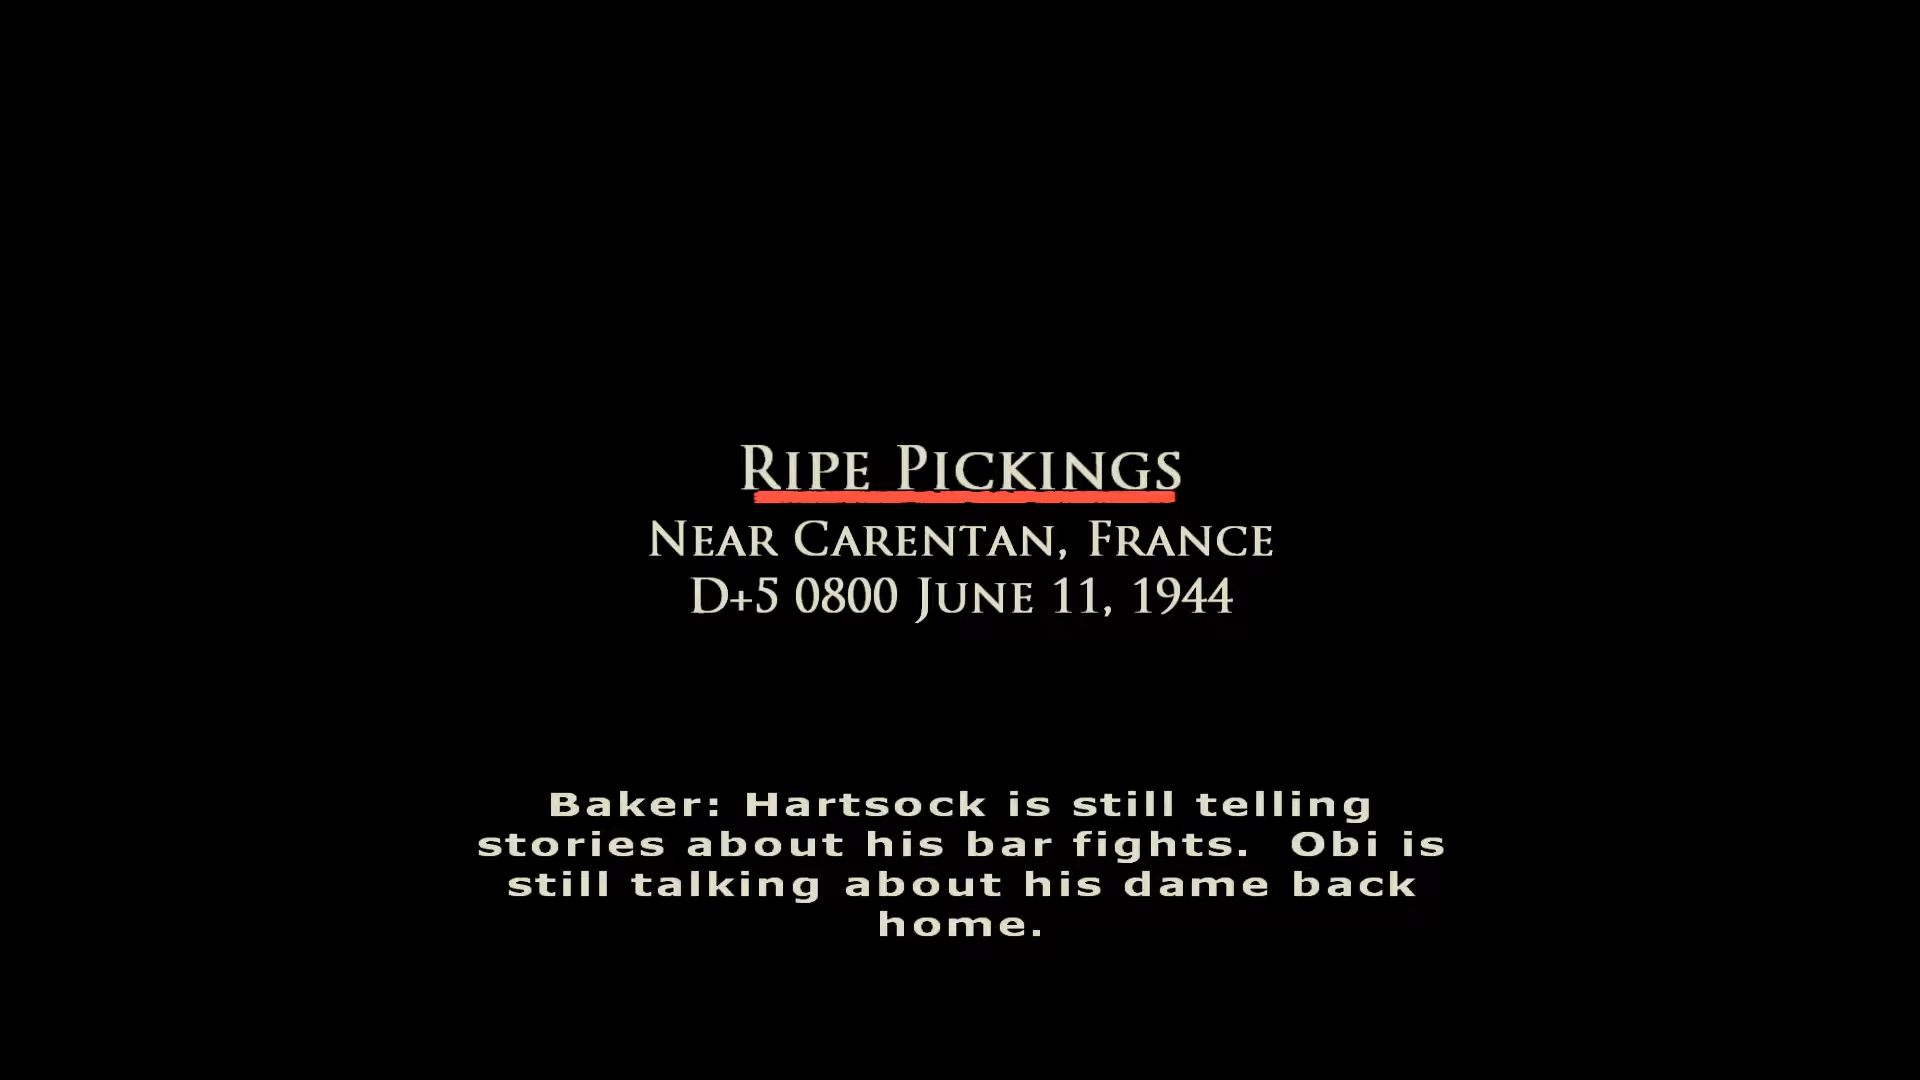 Ripe Pickings
Near Carentan, France
D+5 0800 June 11, 1944
Baker: Hartsock is still telling
stories about his bar fights.  Obi is
still talking about his dame back
home.